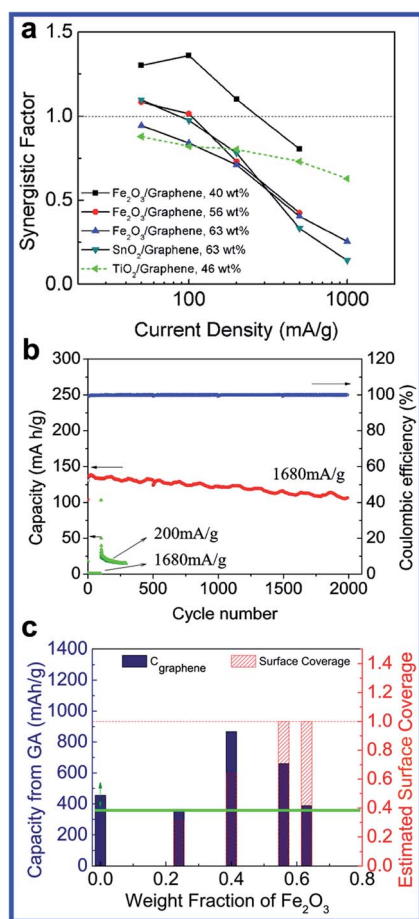 a
Synergistic Factor
1.5
1.0
0.5
0.0
Fe₂O₃/Graphene, 40 wt%
Fe₂O₃/Graphene, 56 wt%
Fe₂O₃/Graphene, 63 wt%
SnO₂/Graphene, 63 wt%
TiO₂/Graphene, 46 wt%
100
1000
Current Density (mA/g)
b
Capacity (mA h/g)
300
250
200
150
100
50
0
1680mA/g
200mA/g
1680mA/g
120
100
80
60
40
20
0
Coulombic efficiency (%)
0
500
1000
1500
2000
Cycle number
c
Capacity from GA (mAh/g)
1400
1200
1000
800
600
400
200
0
C graphene
Surface Coverage
1.4
1.2
1.0
0.8
0.6
0.4
0.2
0.0
Estimated Surface Coverage
0.0
0.2
0.4
0.6
0.8
Weight Fraction of Fe₂O₃